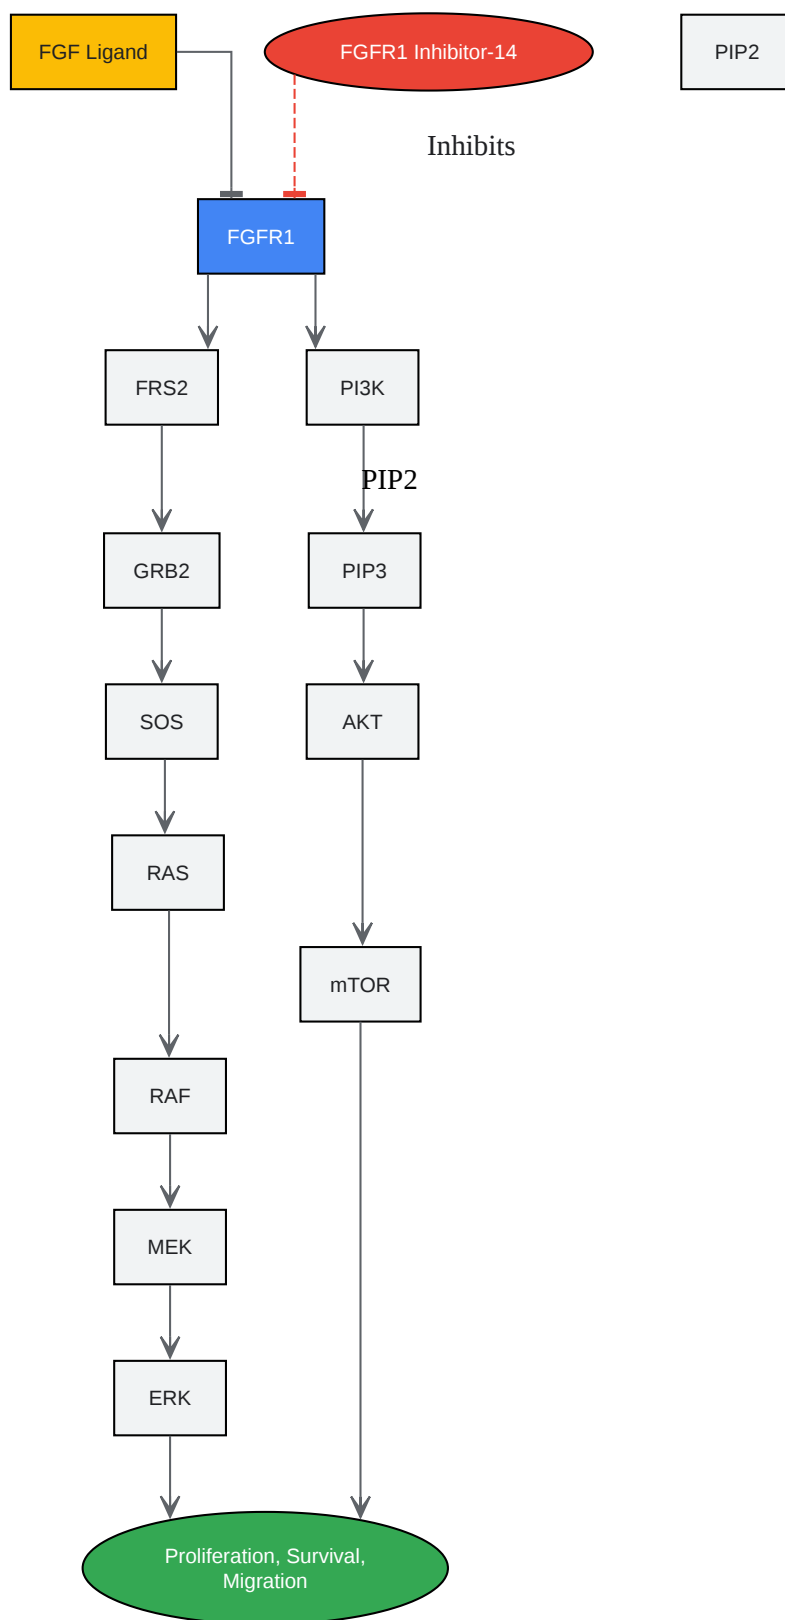 FGF Ligand
FGFR1 Inhibitor-14
PIP2
Inhibits
FGFR1
FRS2
PI3K
PIP2
GRB2
PIP3
SOS
AKT
RAS
mTOR
RAF
MEK
ERK
Proliferation, Survival,
Migration